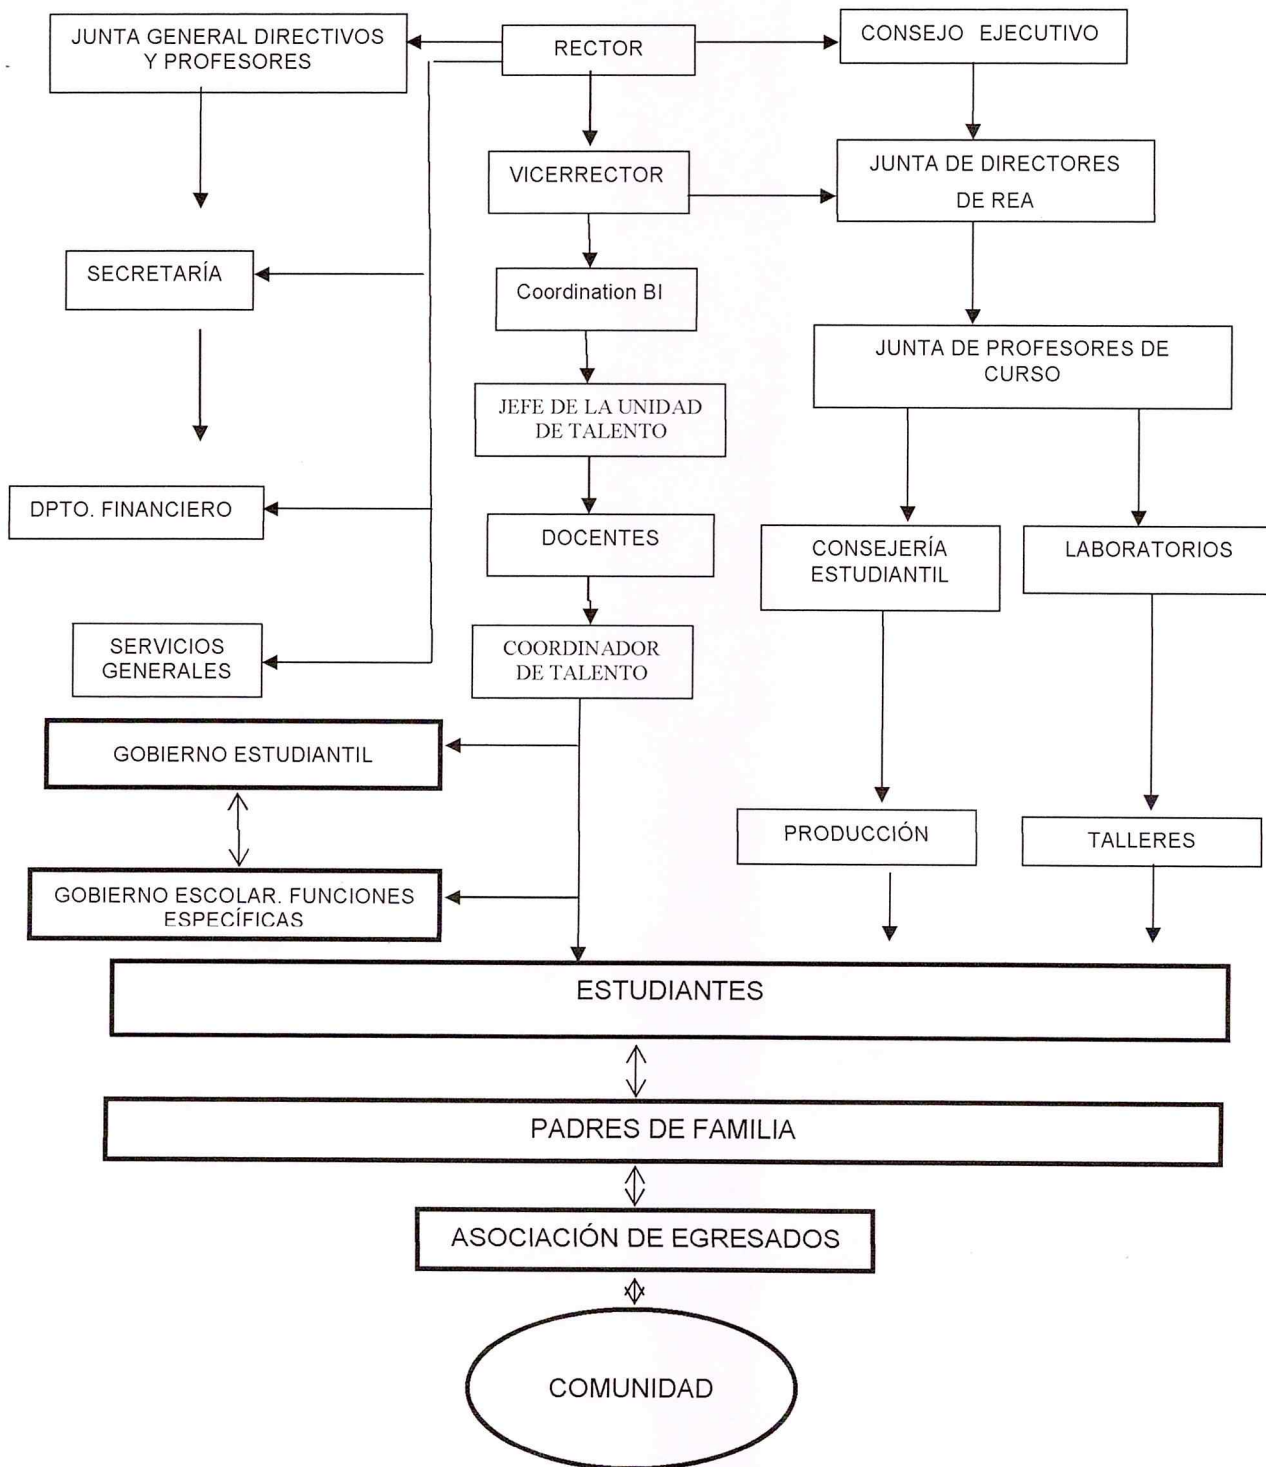 JUNTA GENERAL DIRECTIVOS
Y PROFESORES
RECTOR
CONSEJO EJECUTIVO
VICERRECTOR
JUNTA DE DIRECTORES
DE REA
SECRETARÍA
Coordination BI
JUNTA DE PROFESORES DE
CURSO
JEFE DE LA UNIDAD
DE TALENTO
DPTO. FINANCIERO
DOCENTES
CONSEJERÍA
ESTUDIANTIL
LABORATORIOS
SERVICIOS
GENERALES
COORDINADOR
DE TALENTO
GOBIERNO ESTUDIANTIL
PRODUCCIÓN
TALLERES
GOBIERNO ESCOLAR. FUNCIONES
ESPECÍFICAS
ESTUDIANTES
PADRES DE FAMILIA
ASOCIACIÓN DE EGRESADOS
COMUNIDAD